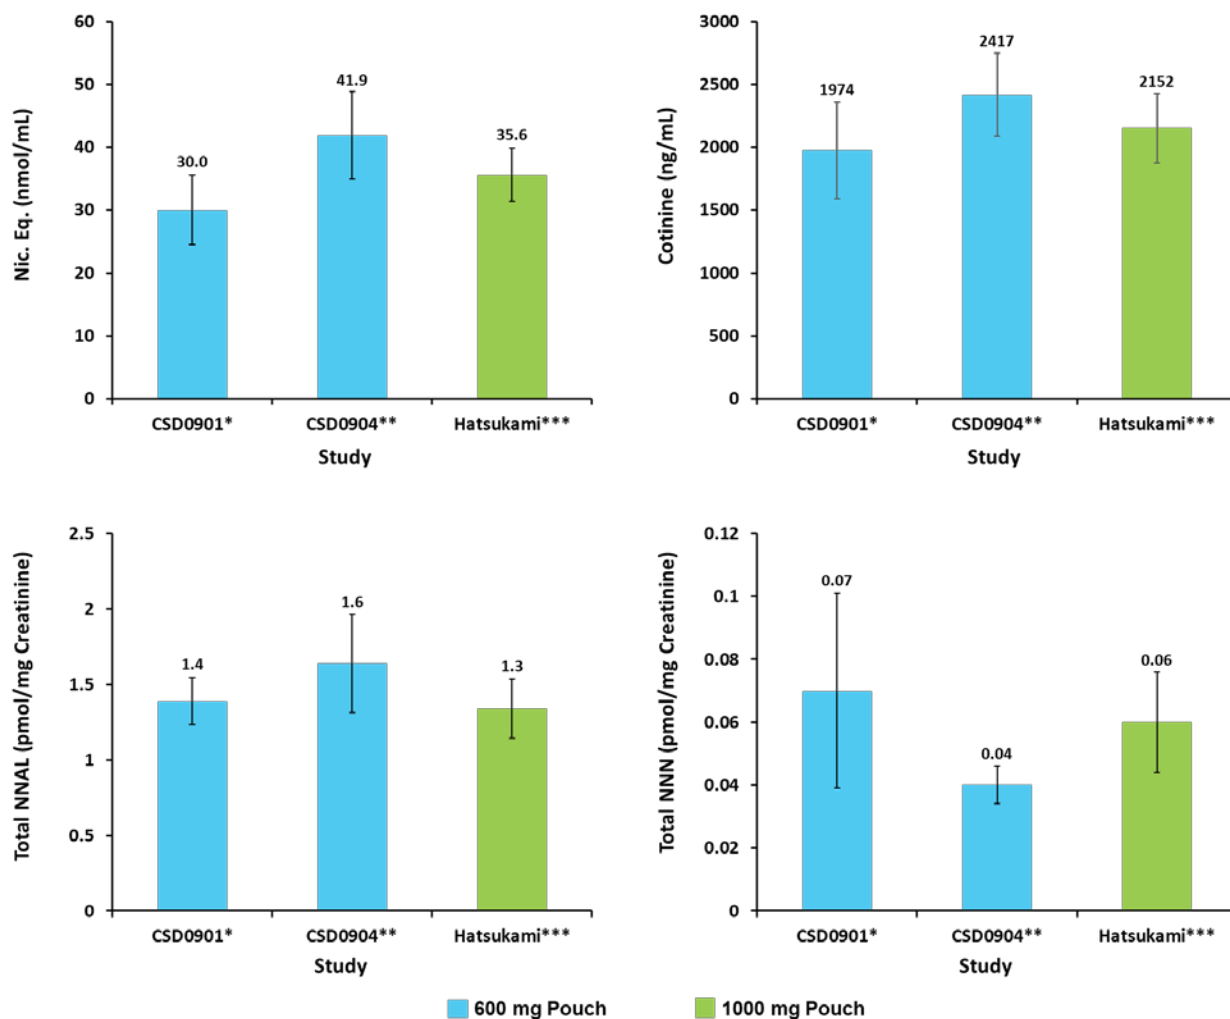 Nic. Eq. (nmol/mL)
60
50
40
30
20
10
0
30.0
41.9
35.6
CSD0901*
CSD0904**
Hatsukami***
Study
Cotinine (ng/mL)
3000
2500
2000
1500
1000
500
0
1974
2417
2152
CSD0901*
CSD0904**
Hatsukami***
Study
Total NNAL (pmol/mg Creatinine)
2.5
2
1.5
1
0.5
0
1.4
1.6
1.3
CSD0901*
CSD0904**
Hatsukami***
Study
Total NNN (pmol/mg Creatinine)
0.12
0.1
0.08
0.06
0.04
0.02
0
0.07
0.04
0.06
CSD0901*
CSD0904**
Hatsukami***
Study
600 mg Pouch
1000 mg Pouch